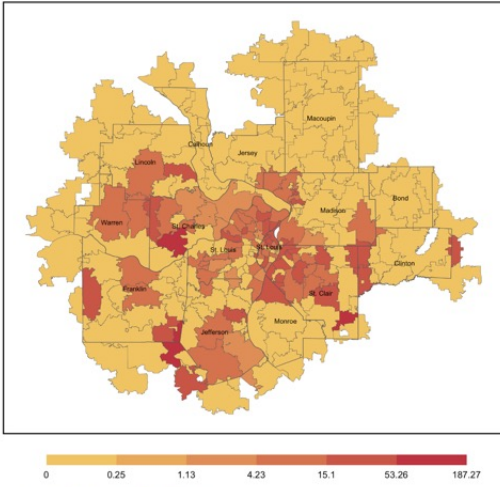 Macoupin
Calhoun
Jersey
Lincoln
Bond
Warren
Madison
St. Charles
St. Louis
St. Louis
Clinton
Franklin
St. Clair
Monroe
Jefferson
0 0.25 1.13 4.23 15.1 53.26 187.27